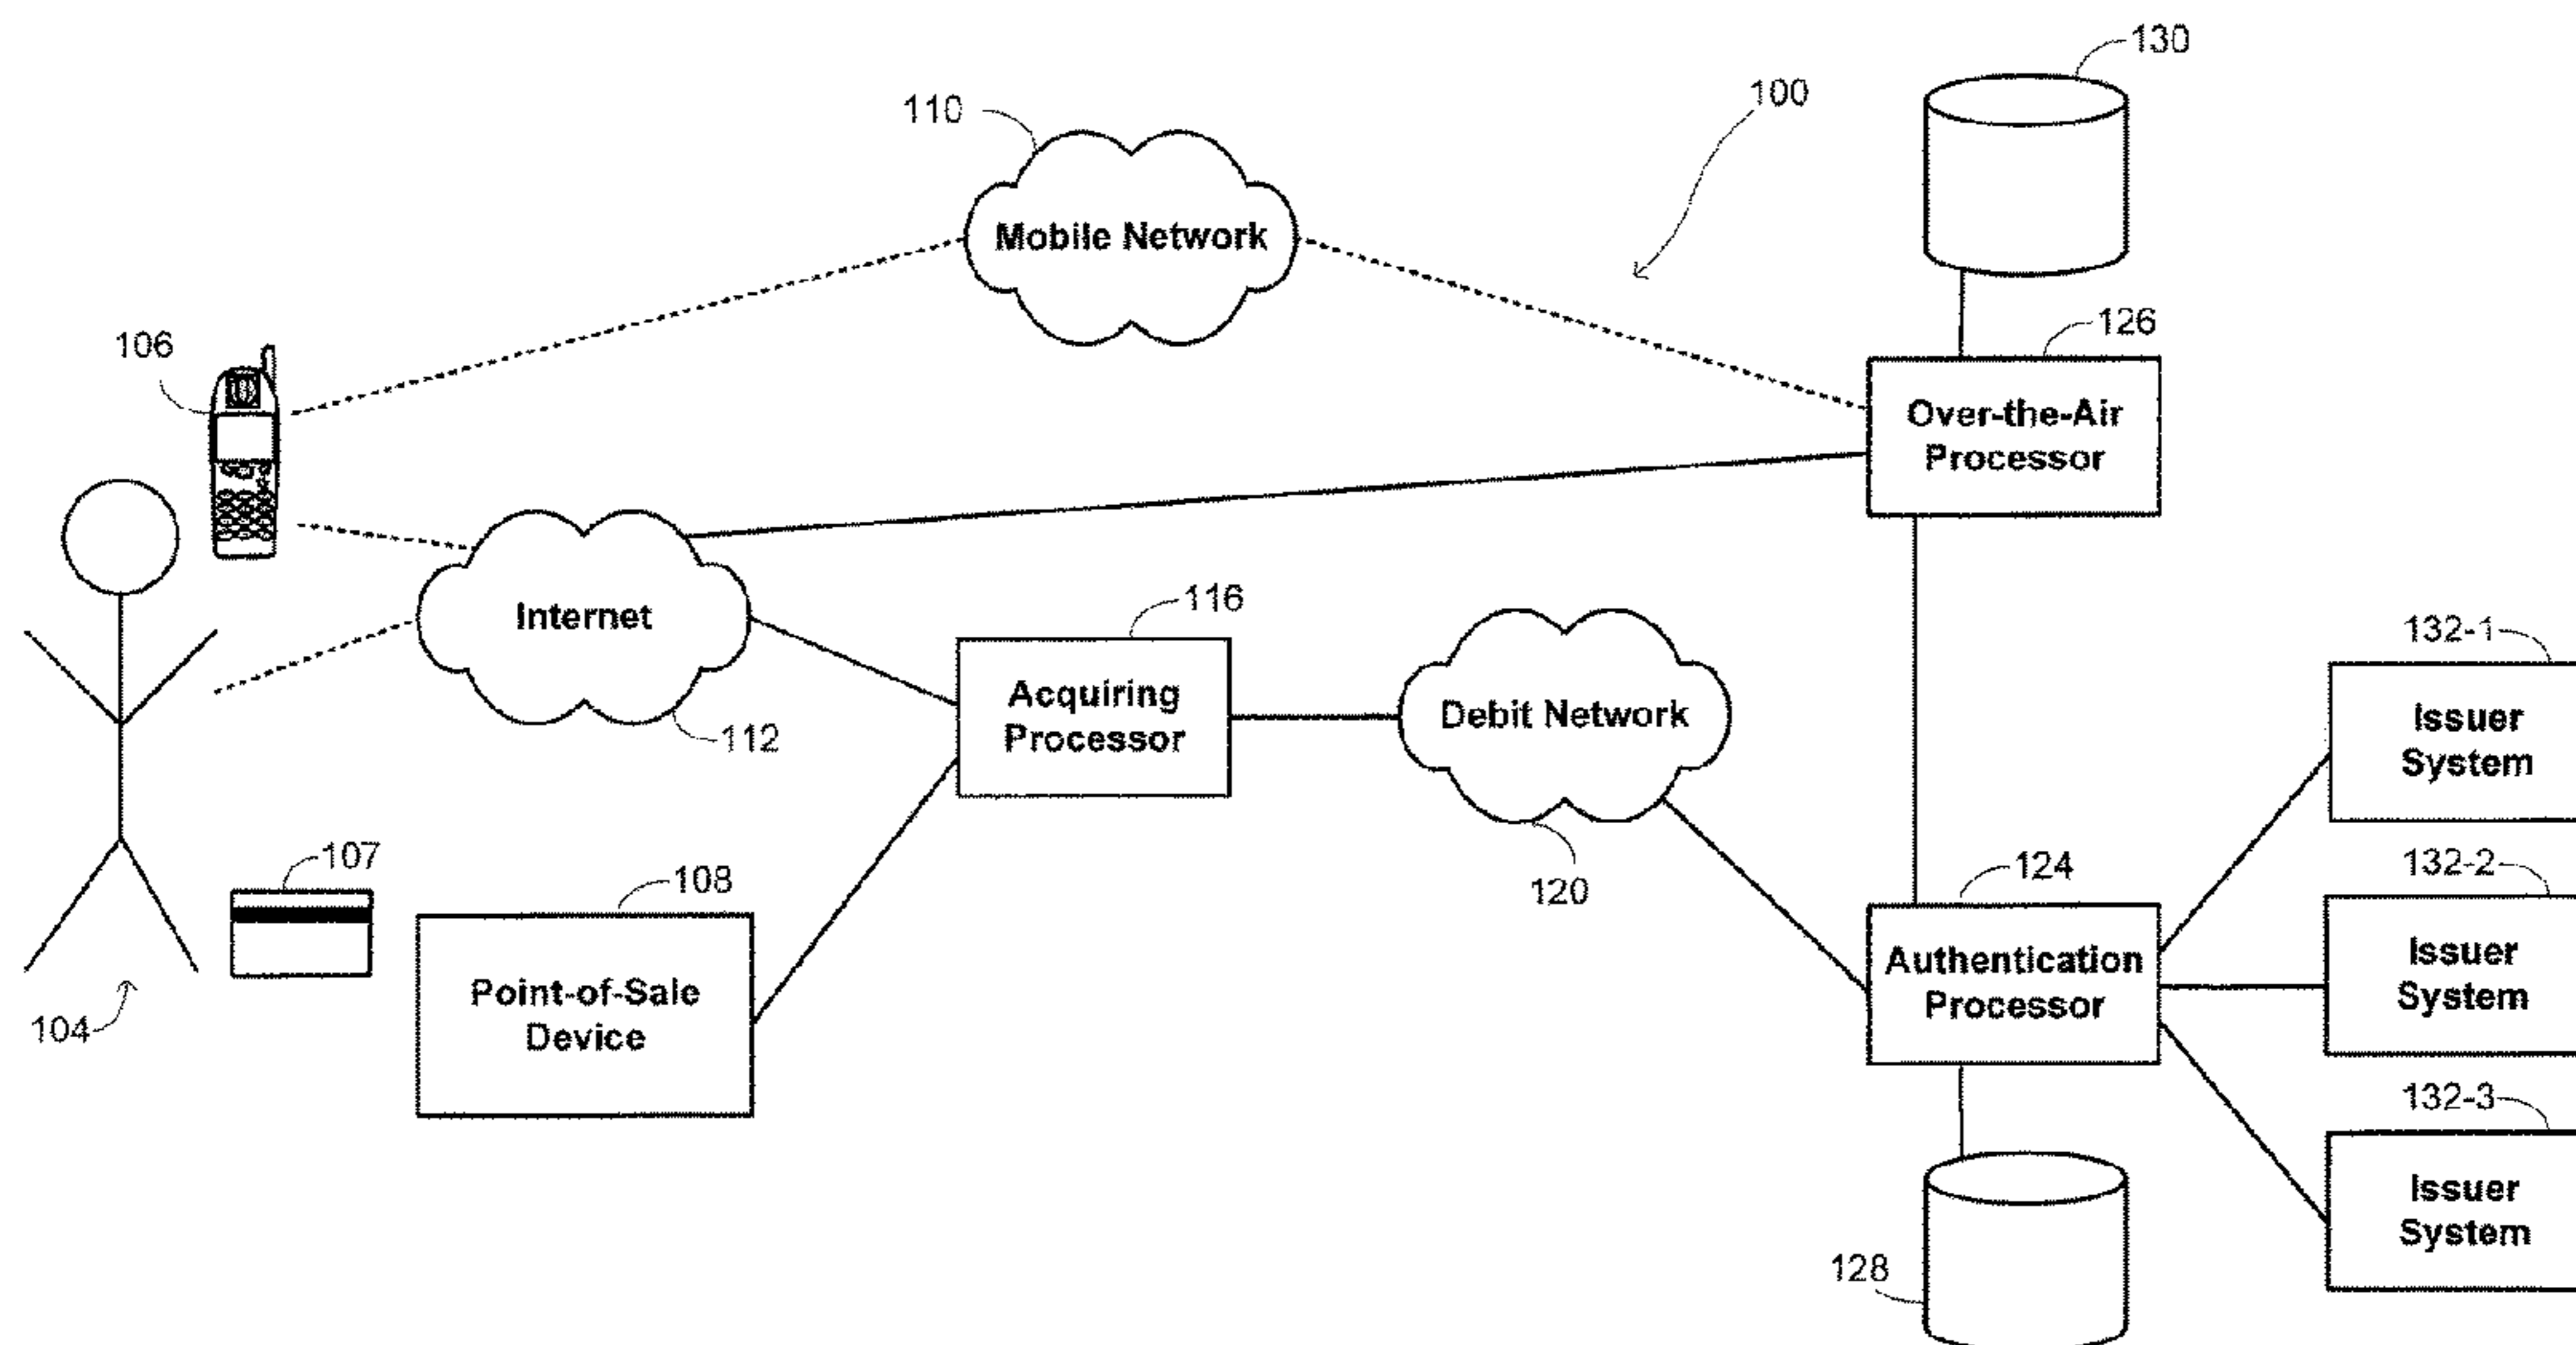 130
100
110
Mobile Network
126
106
Over-the-Air
Processor
116
Internet
132-1
Acquiring
Processor
Debit Network
Issuer
System
112
107
108
120
124
132-2
Point-of-Sale
Device
Authentication
Processor
Issuer
System
104
132-3
Issuer
System
128